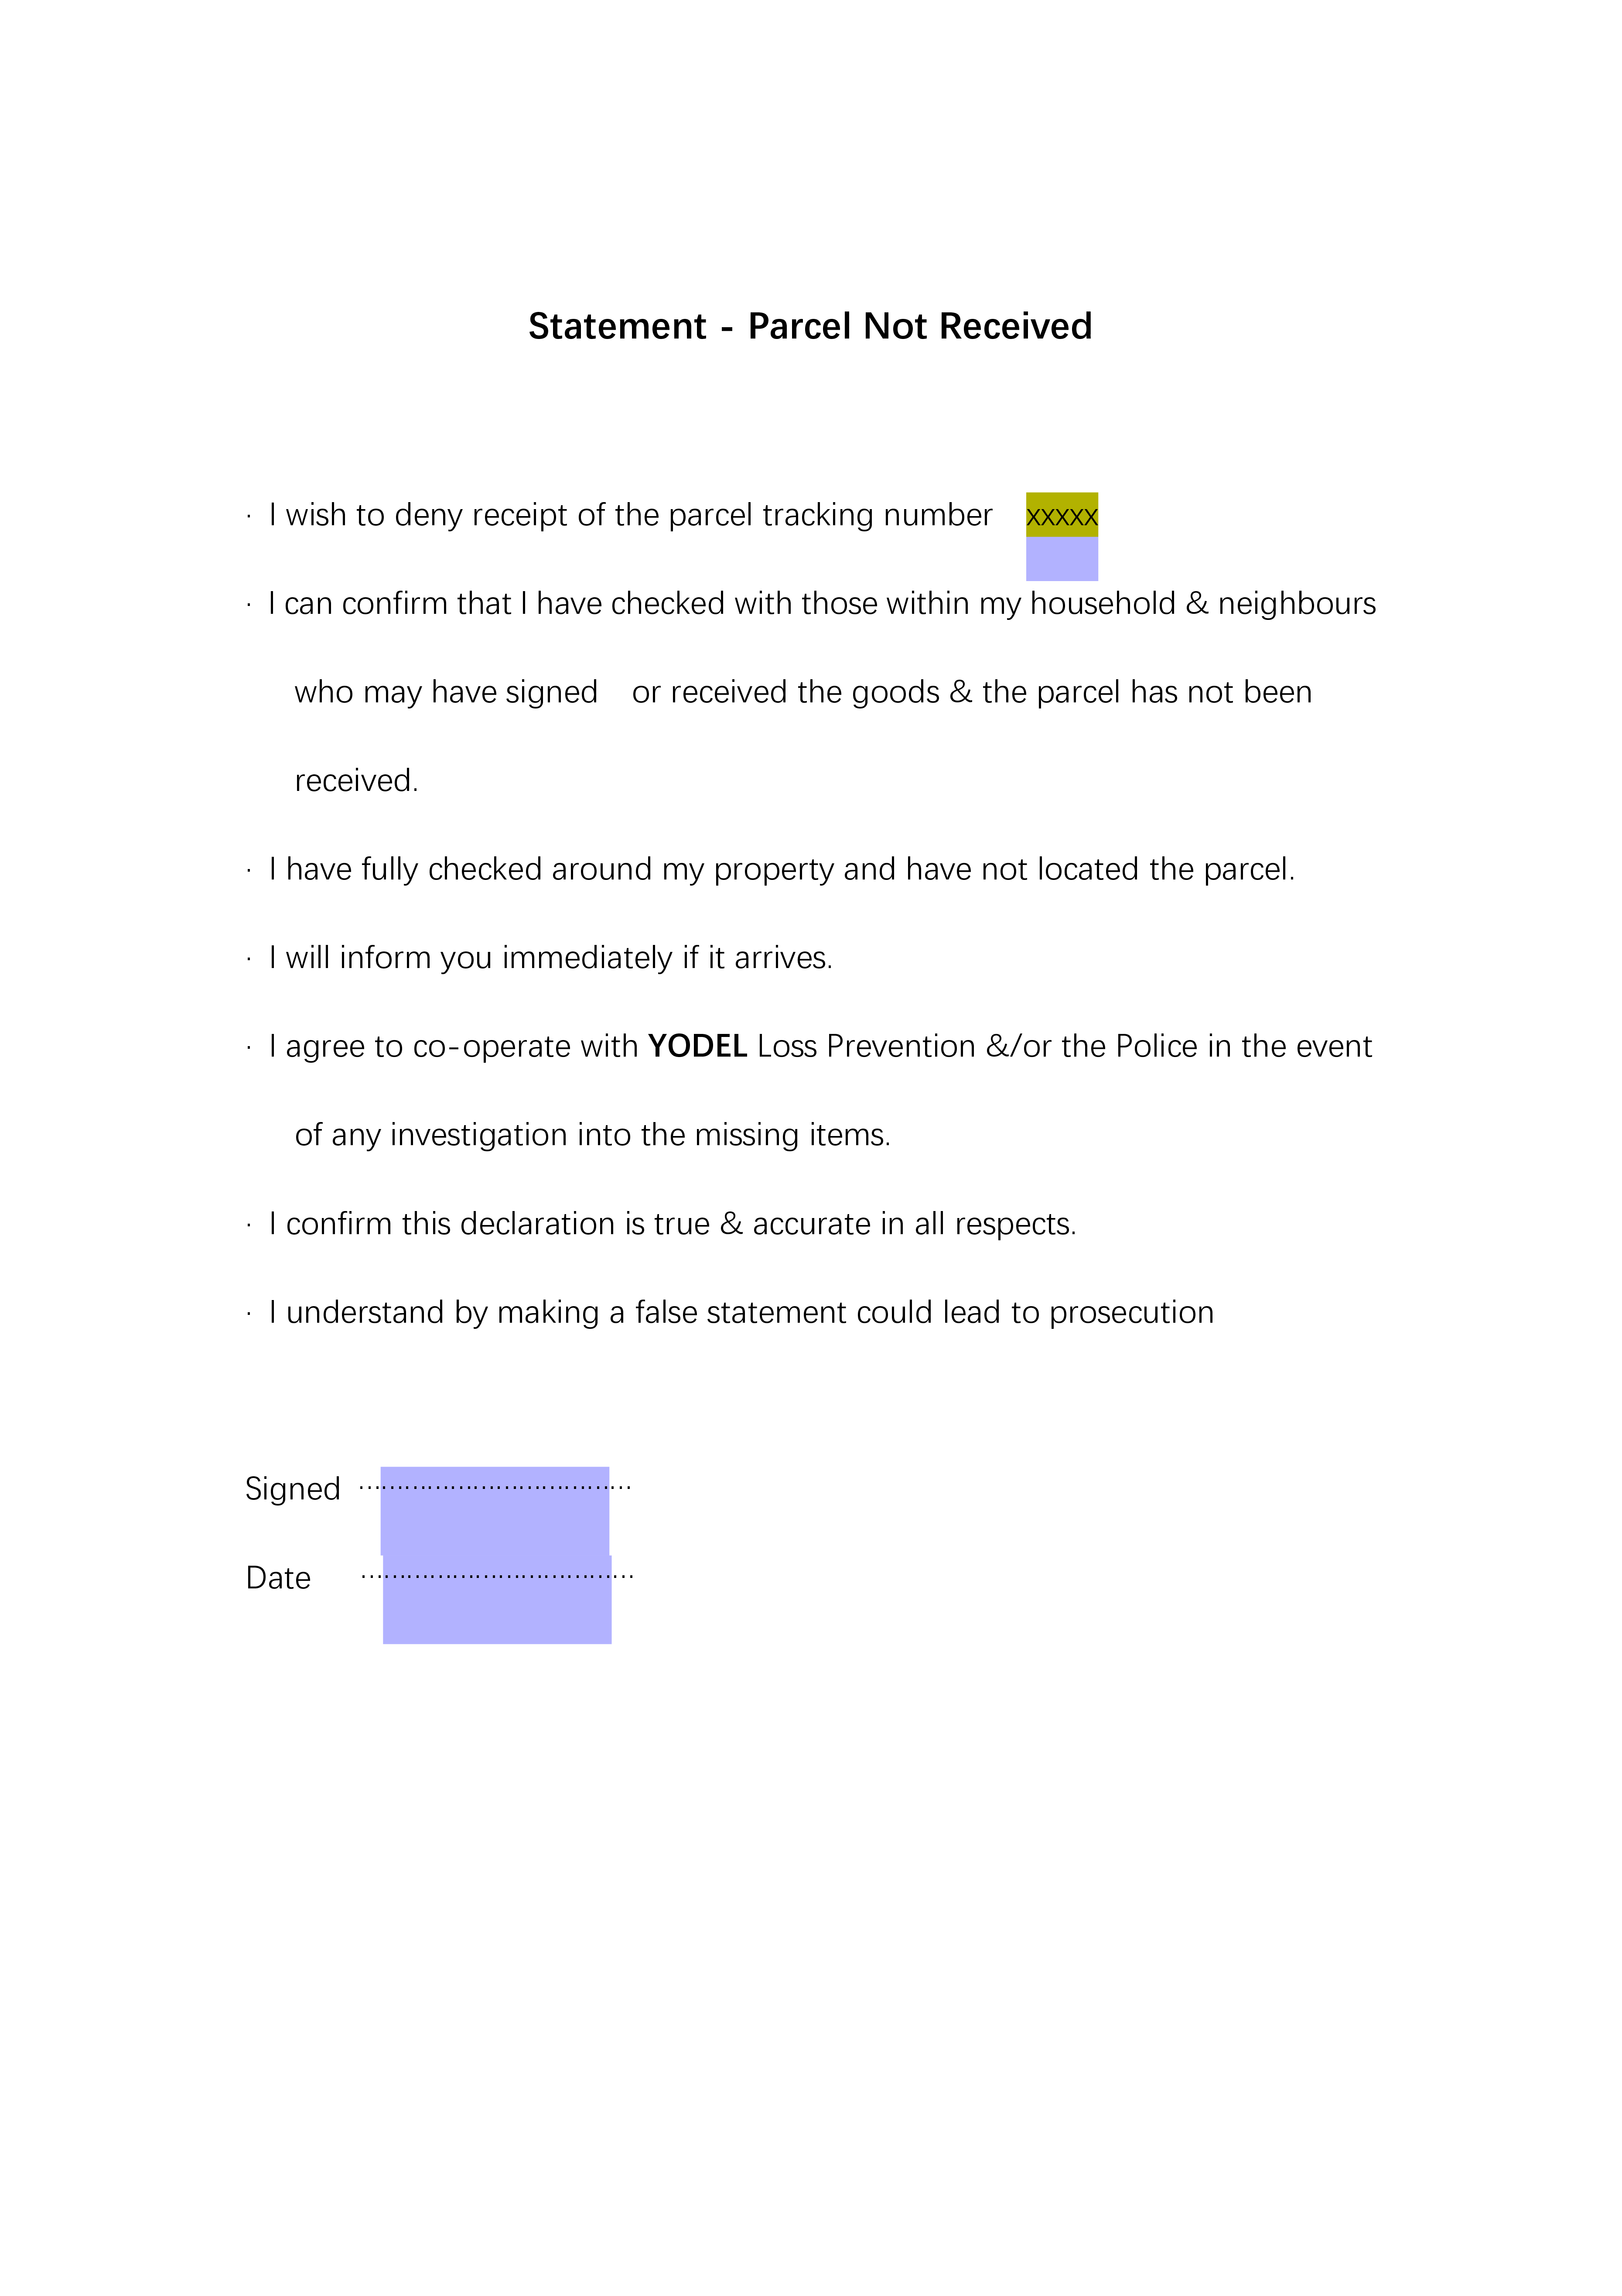 Statement - Parcel Not Received
· I wish to deny receipt of the parcel tracking number xxxxx
· I can confirm that I have checked with those within my household & neighbours
who may have signed or received the goods & the parcel has not been
received.
· I have fully checked around my property and have not located the parcel.
· I will inform you immediately if it arrives.
· I agree to co-operate with YODEL Loss Prevention &/or the Police in the event
of any investigation into the missing items.
· I confirm this declaration is true & accurate in all respects.
· I understand by making a false statement could lead to prosecution
Signed ....................................
Date ....................................